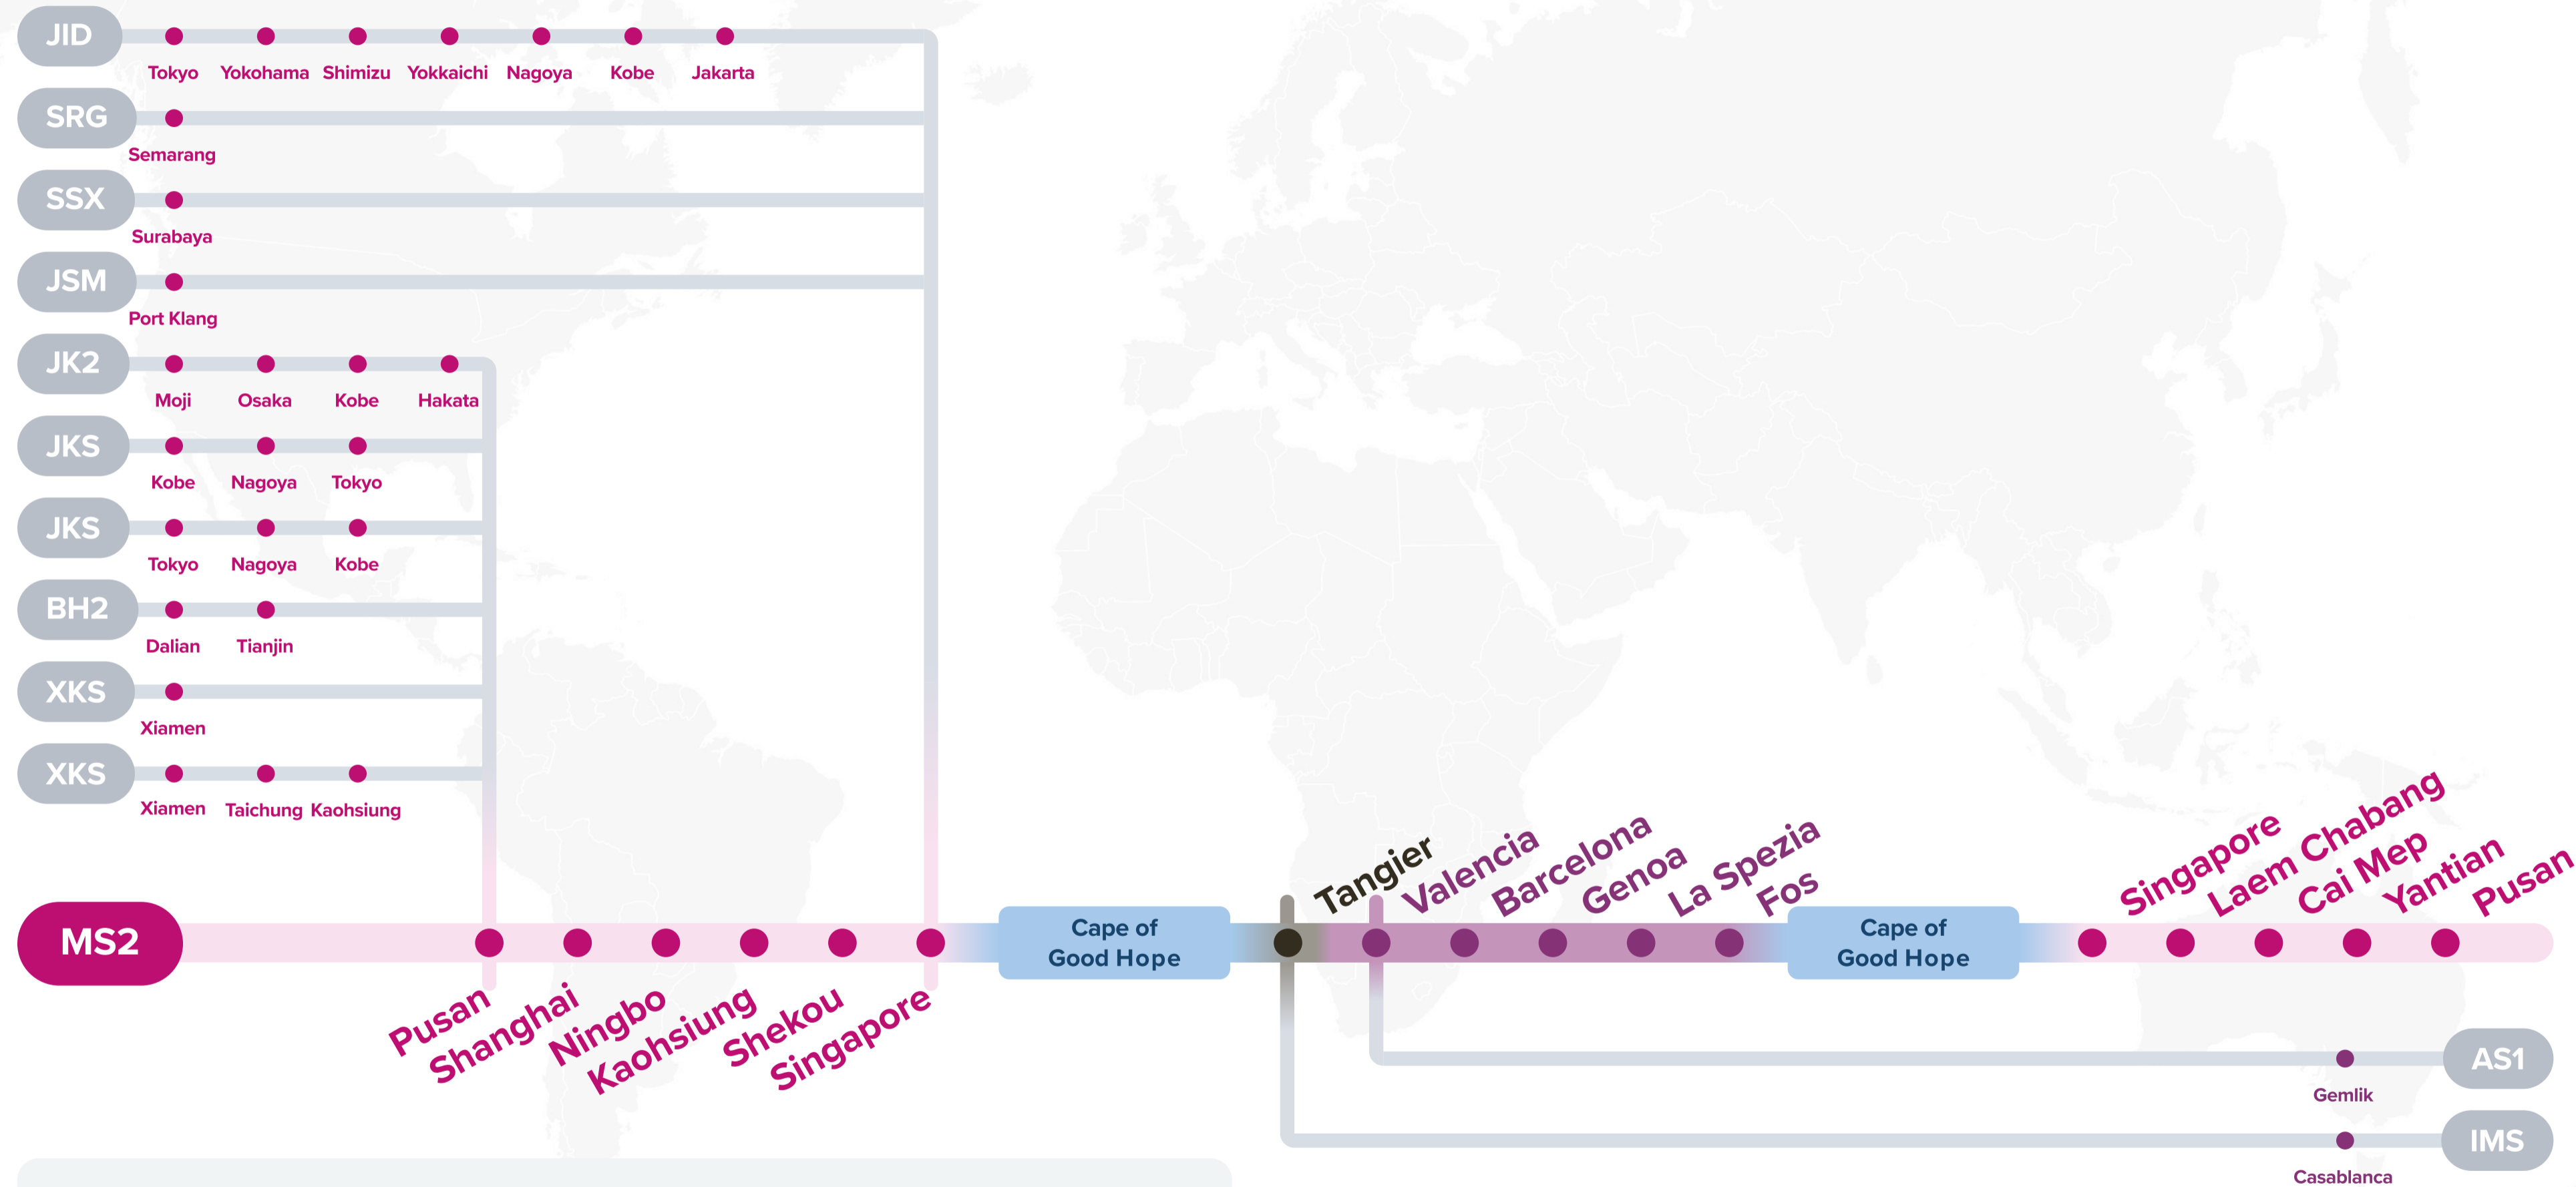 JID
Tokyo Yokohama Shimizu Yokkaichi Nagoya Kobe Jakarta
SRG
Semarang
SSX
Surabaya
JSM
Port Klang
JK2
Moji Osaka Kobe Hakata
JKS
Kobe Nagoya Tokyo
JKS
Tokyo Nagoya Kobe
BH2
Dalian Tianjin
XKS
Xiamen
XKS
Xiamen Taichung Kaohsiung
MS2
Pusan
Shanghai
Ningbo
Kaohsiung
Shekou
Singapore
Cape of
Good Hope
Tangier
Valencia
Barcelona
Genoa
La Spezia
Fos
Cape of
Good Hope
Singapore
Laem Chabang
Cai Mep
Yantian
Pusan
AS1
Gemlik
IMS
Casablanca